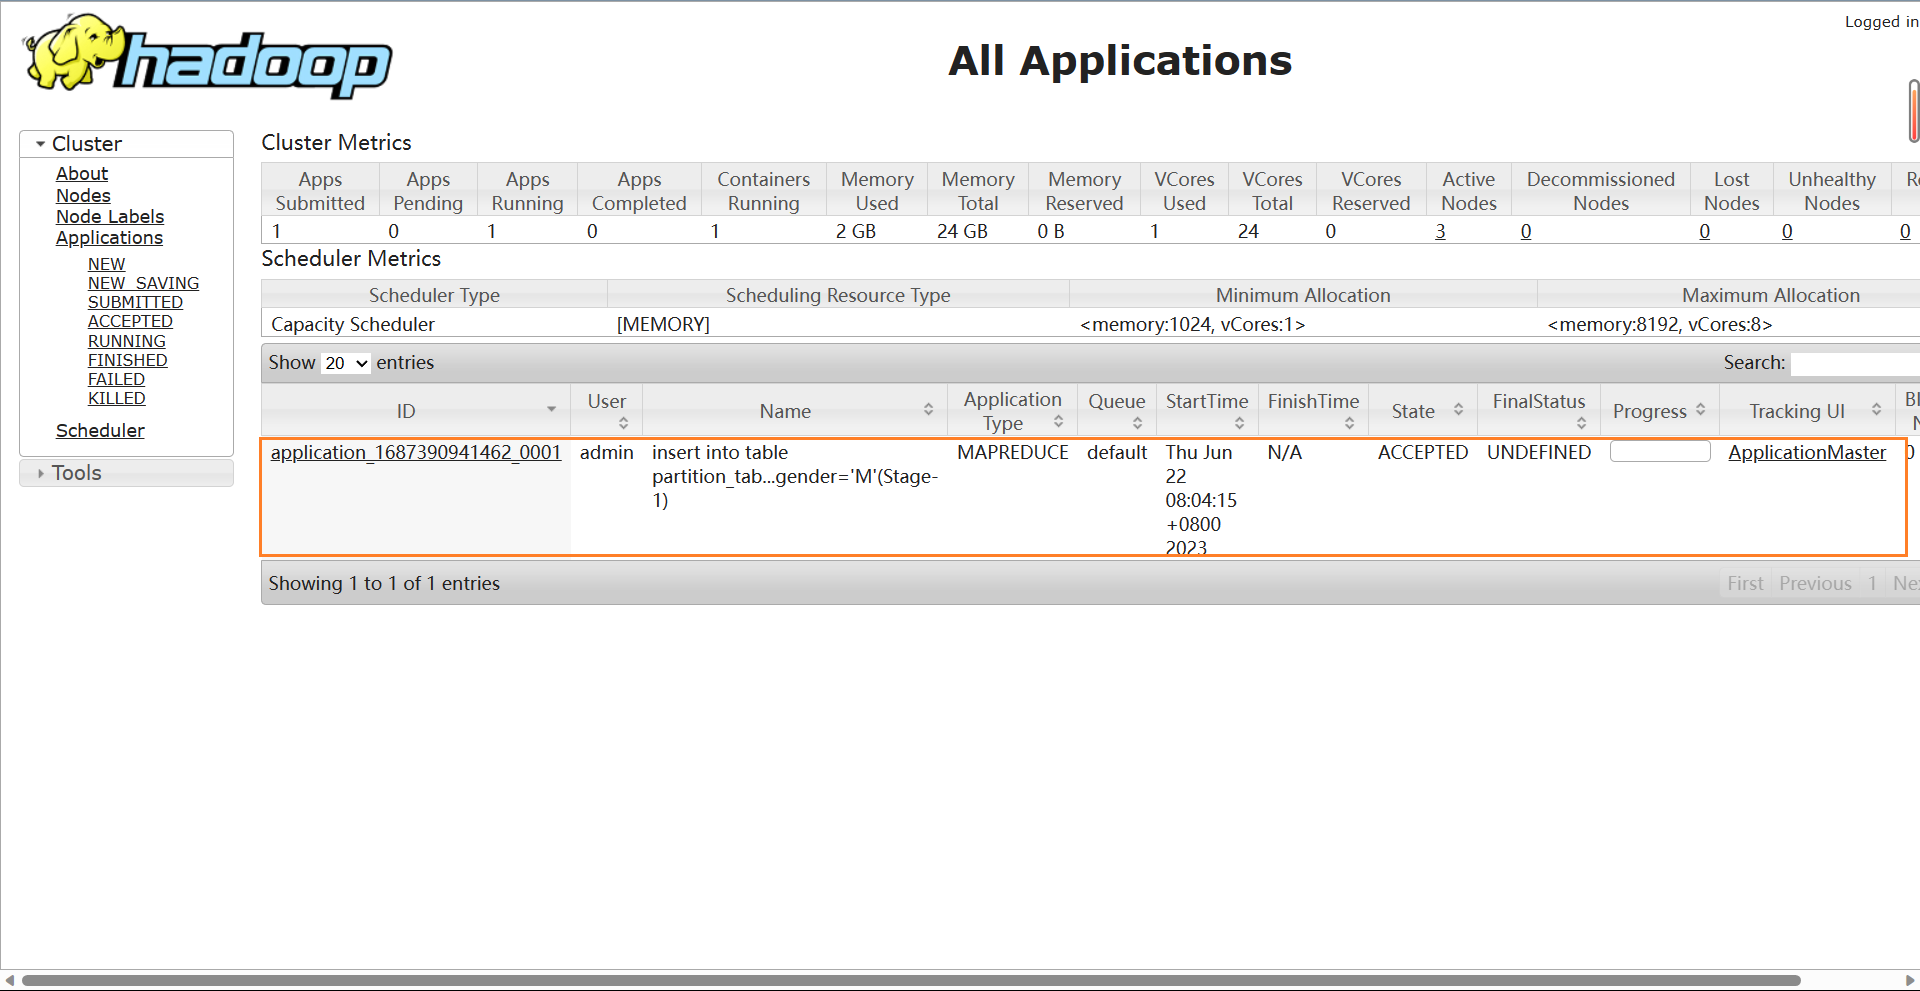 hadoop
Logged in
All Applications
Cluster
About
Nodes
Node Labels
Applications
NEW
NEW_SAVING
SUBMITTED
ACCEPTED
RUNNING
FINISHED
FAILED
KILLED
Scheduler
Tools
Cluster Metrics
Apps Submitted Apps Pending Apps Running Apps Completed Containers Running Memory Used Memory Total Memory Reserved VCores Used VCores Total VCores Reserved Active Nodes Decommissioned Nodes Lost Nodes Unhealthy Nodes
1 0 1 0 1 2 GB 24 GB 0 B 1 24 0 3 0 0 0 0
Scheduler Metrics
Scheduler Type Scheduling Resource Type Minimum Allocation Maximum Allocation
Capacity Scheduler [MEMORY] <memory:1024, vCores:1> <memory:8192, vCores:8>
Show 20 entries Search:
ID User Name Application Type Queue StartTime FinishTime State FinalStatus Progress Tracking UI
application_1687390941462_0001 admin insert into table MAPREDUCE default Thu Jun N/A ACCEPTED UNDEFINED ApplicationMaster 0
partition_tab...gender='M'(Stage- 22
1) 08:04:15
+0800
2023
Showing 1 to 1 of 1 entries First Previous 1